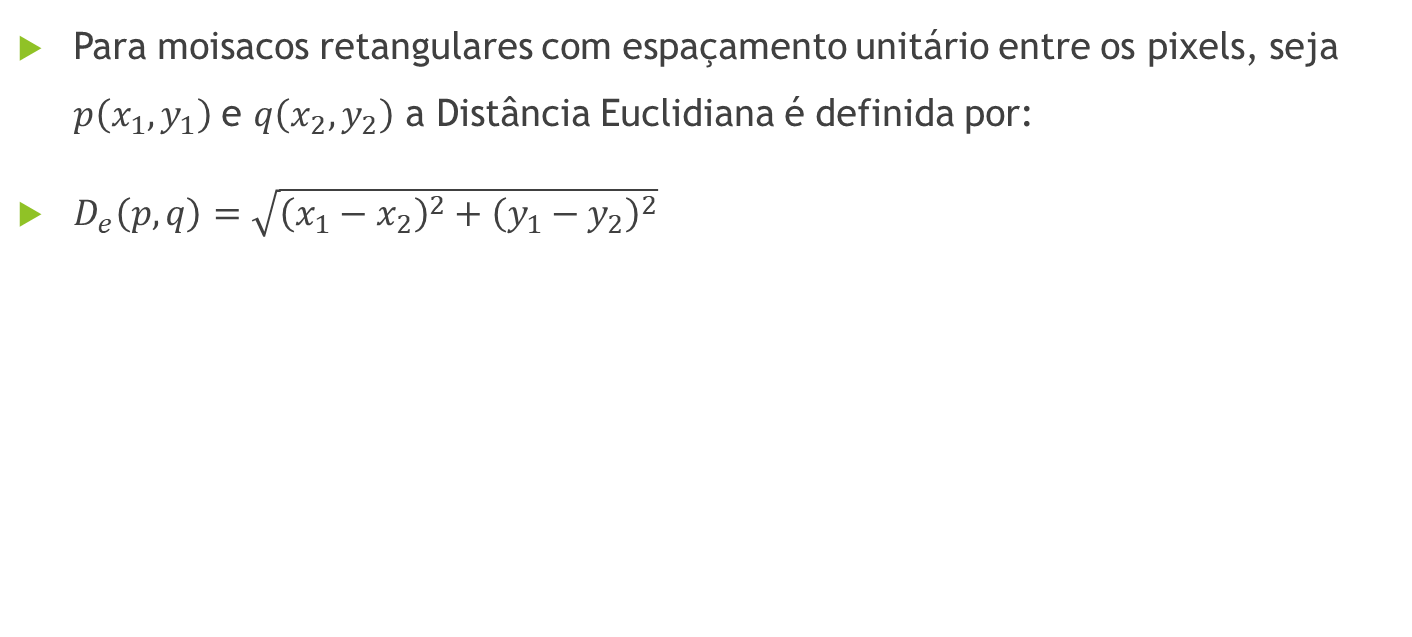 Para moisacos retangulares com espaçamento unitário entre os pixels, seja
p(x₁, y₁) e q(x₂, y₂) a Distância Euclidiana é definida por:
Dₑ(p, q) = √((x₁ − x₂)² + (y₁ − y₂)²)